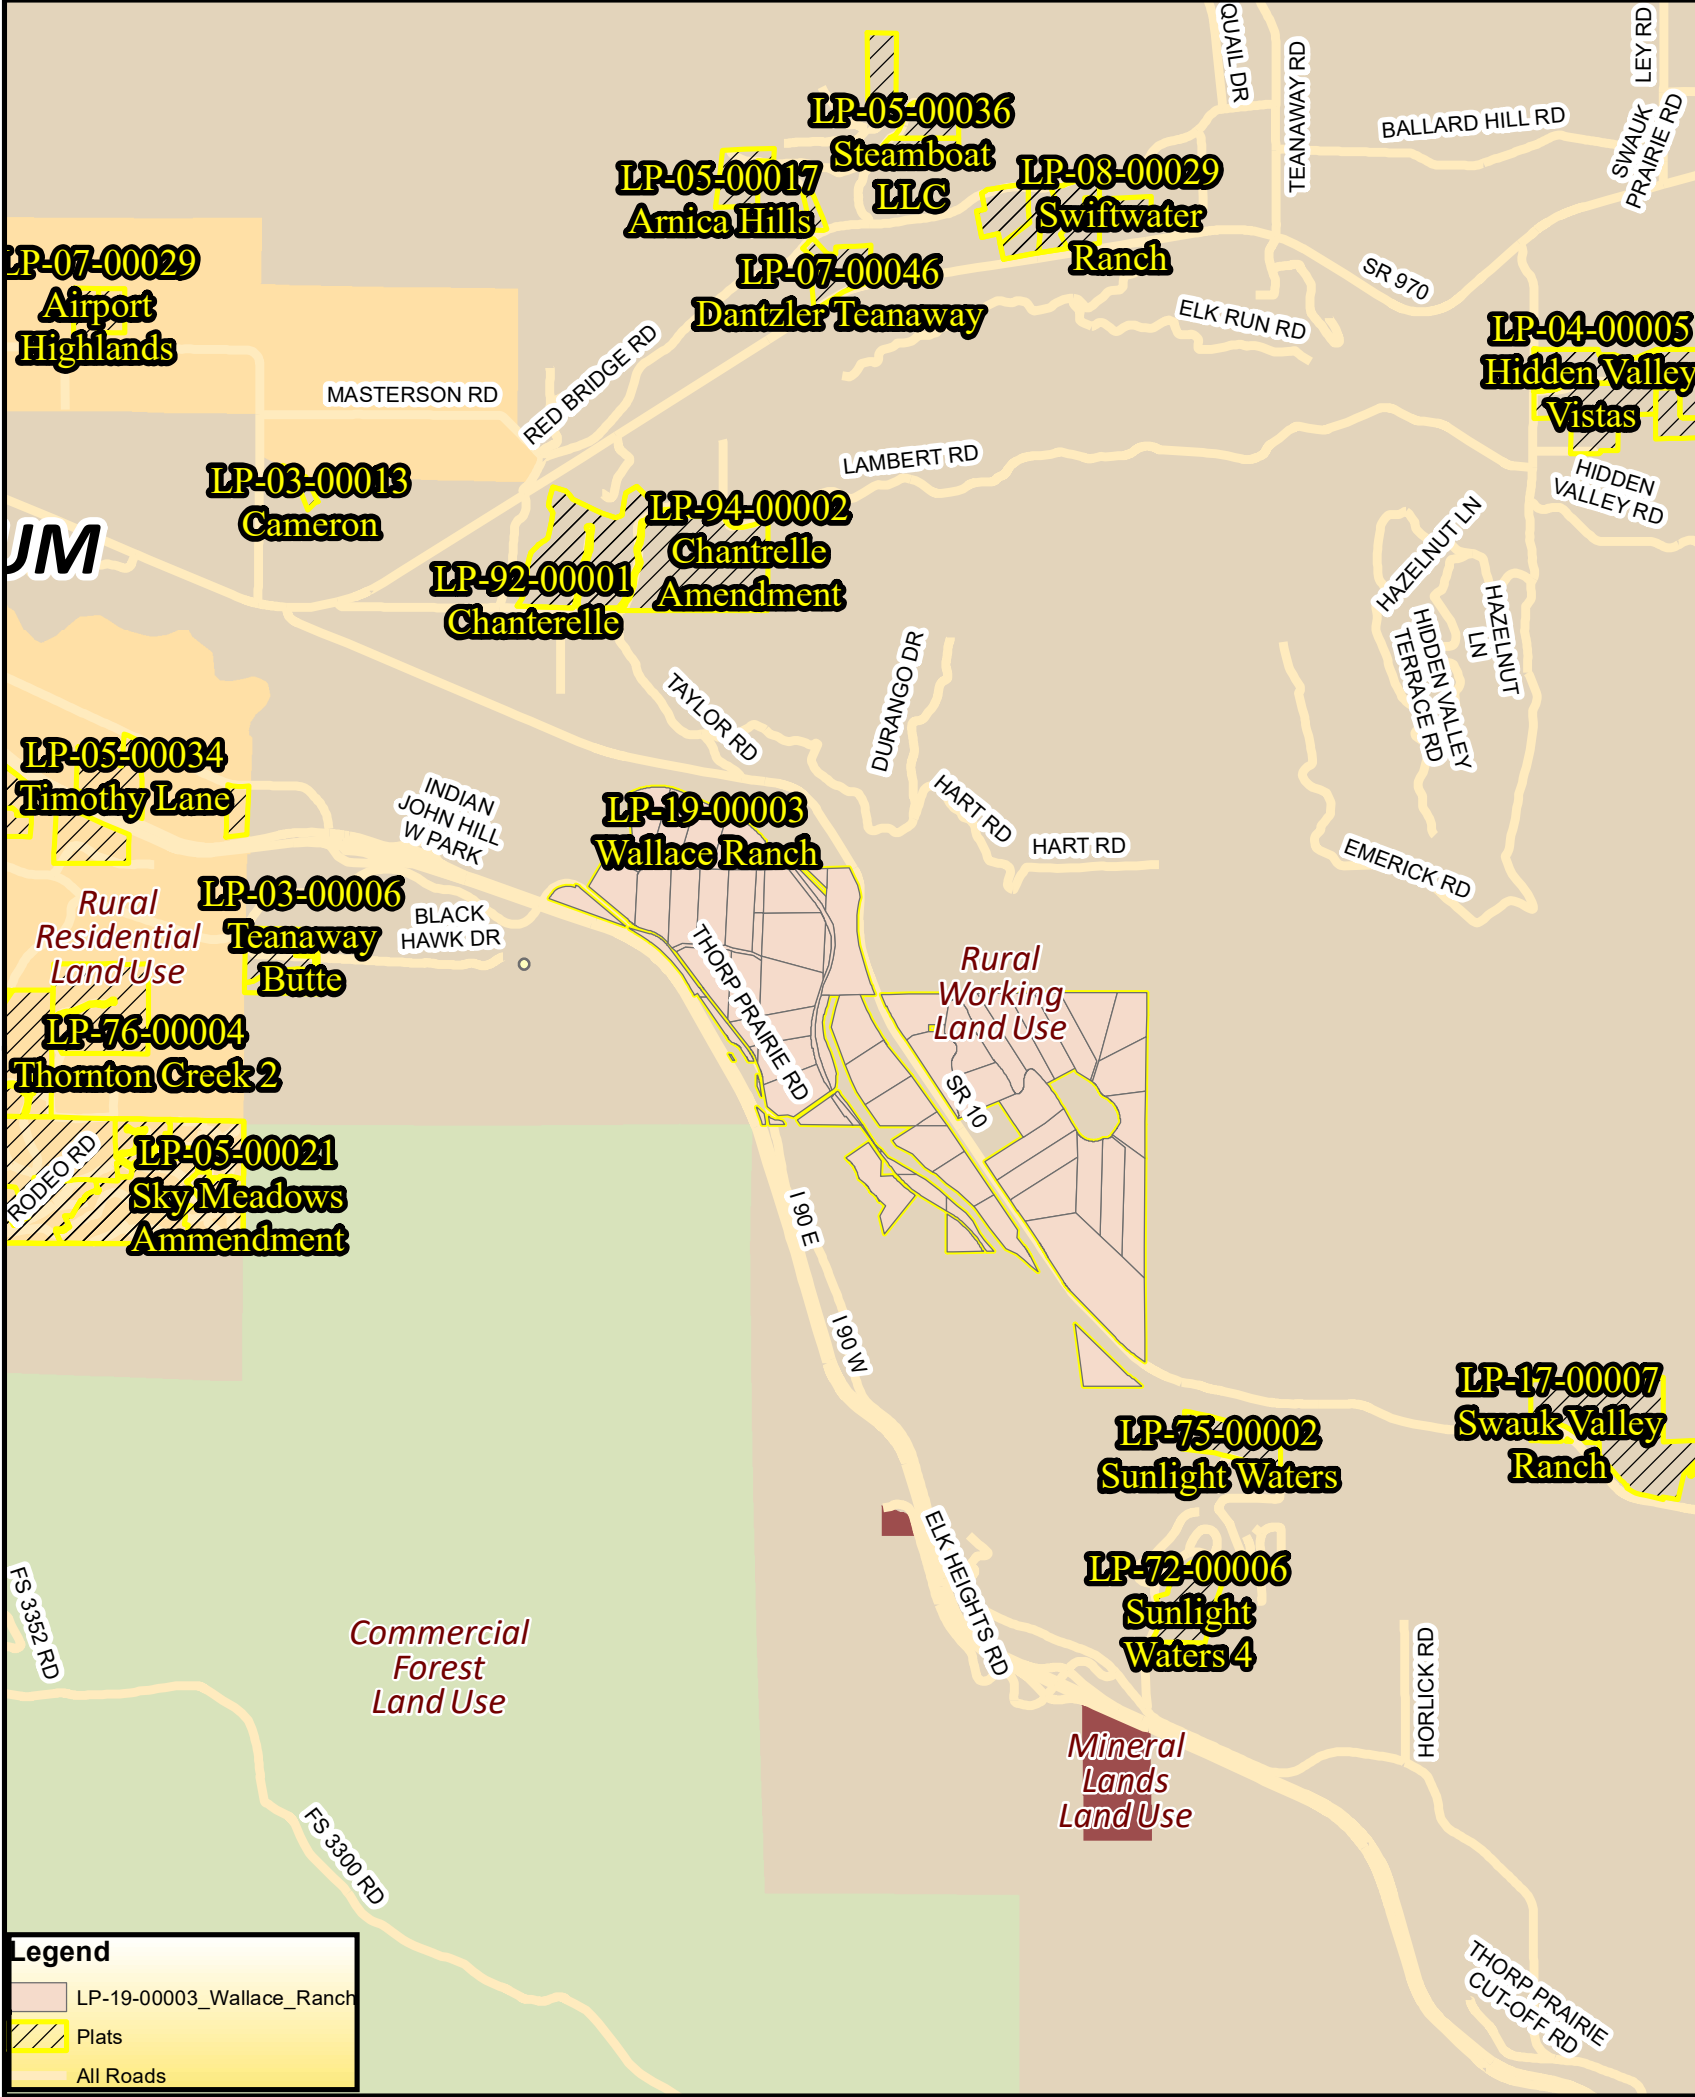 QUAIL DR
TEANAWAY RD
LEY RD
SWAUK
PRAIRIE RD
BALLARD HILL RD
LP-05-00036
Steamboat
LLC
LP-05-00017
Arnica Hills
LP-08-00029
Swiftwater
Ranch
LP-07-00029
Airport
Highlands
LP-07-00046
Dantzler Teanaway
SR 970
ELK RUN RD
LP-04-00005
Hidden Valley
Vistas
MASTERSON RD
RED BRIDGE RD
LAMBERT RD
HIDDEN
VALLEY RD
LP-03-00013
Cameron
UM
LP-94-00002
Chantrelle
Amendment
LP-92-00001
Chanterelle
HAZELNUT LN
HAZELNUT
LN
HIDDEN VALLEY
TERRACE RD
TAYLOR RD
DURANGO DR
LP-05-00034
Timothy Lane
INDIAN
JOHN HILL
W PARK
LP-19-00003
Wallace Ranch
HART RD
HART RD
EMERICK RD
Rural
Residential
Land Use
LP-03-00006
Teanaway
Butte
BLACK
HAWK DR
THORP PRAIRIE RD
Rural
Working
Land Use
LP-76-00004
Thornton Creek 2
SR 10
RODEO RD
LP-05-00021
Sky Meadows
Ammendment
I 90 E
I 90 W
LP-17-00007
Swauk Valley
Ranch
LP-75-00002
Sunlight Waters
ELK HEIGHTS RD
LP-72-00006
Sunlight
Waters 4
FS 3352 RD
Commercial
Forest
Land Use
HORLICK RD
Mineral
Lands
Land Use
FS 3300 RD
THORP PRAIRIE
CUT-OFF RD
Legend
LP-19-00003_Wallace_Ranch
Plats
All Roads